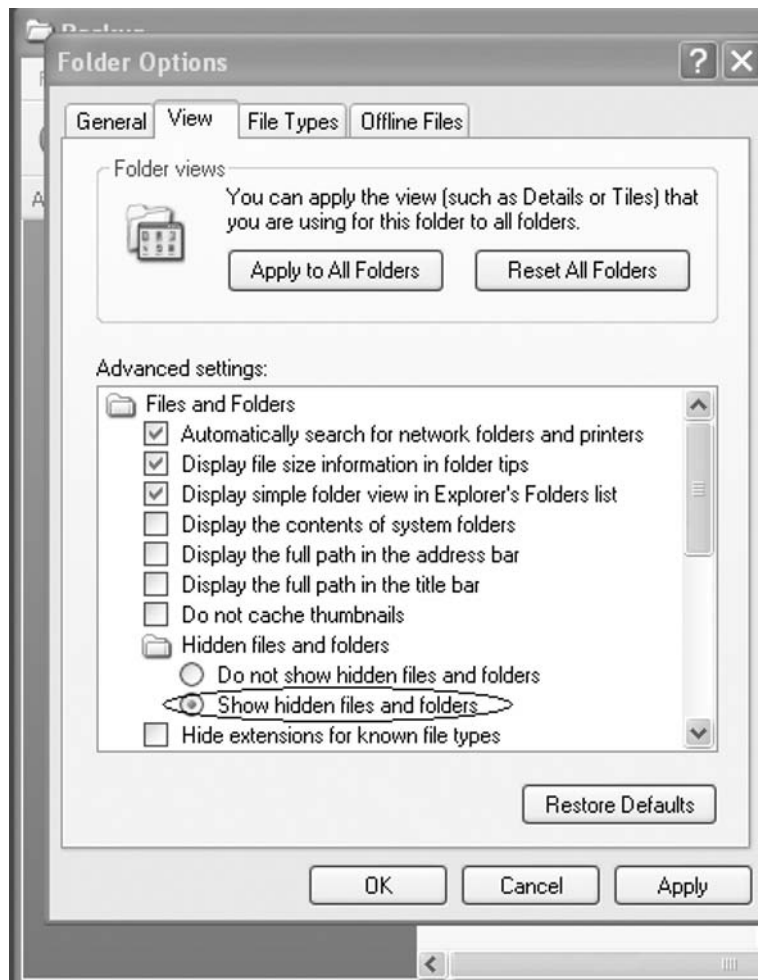 Folder Options
General View File Types Offline Files
Folder views
You can apply the view (such as Details or Tiles) that
you are using for this folder to all folders.
Apply to All Folders Reset All Folders
Advanced settings:
Files and Folders
Automatically search for network folders and printers
Display file size information in folder tips
Display simple folder view in Explorer's Folders list
Display the contents of system folders
Display the full path in the address bar
Display the full path in the title bar
Do not cache thumbnails
Hidden files and folders
Do not show hidden files and folders
Show hidden files and folders
Hide extensions for known file types
Restore Defaults
OK Cancel Apply